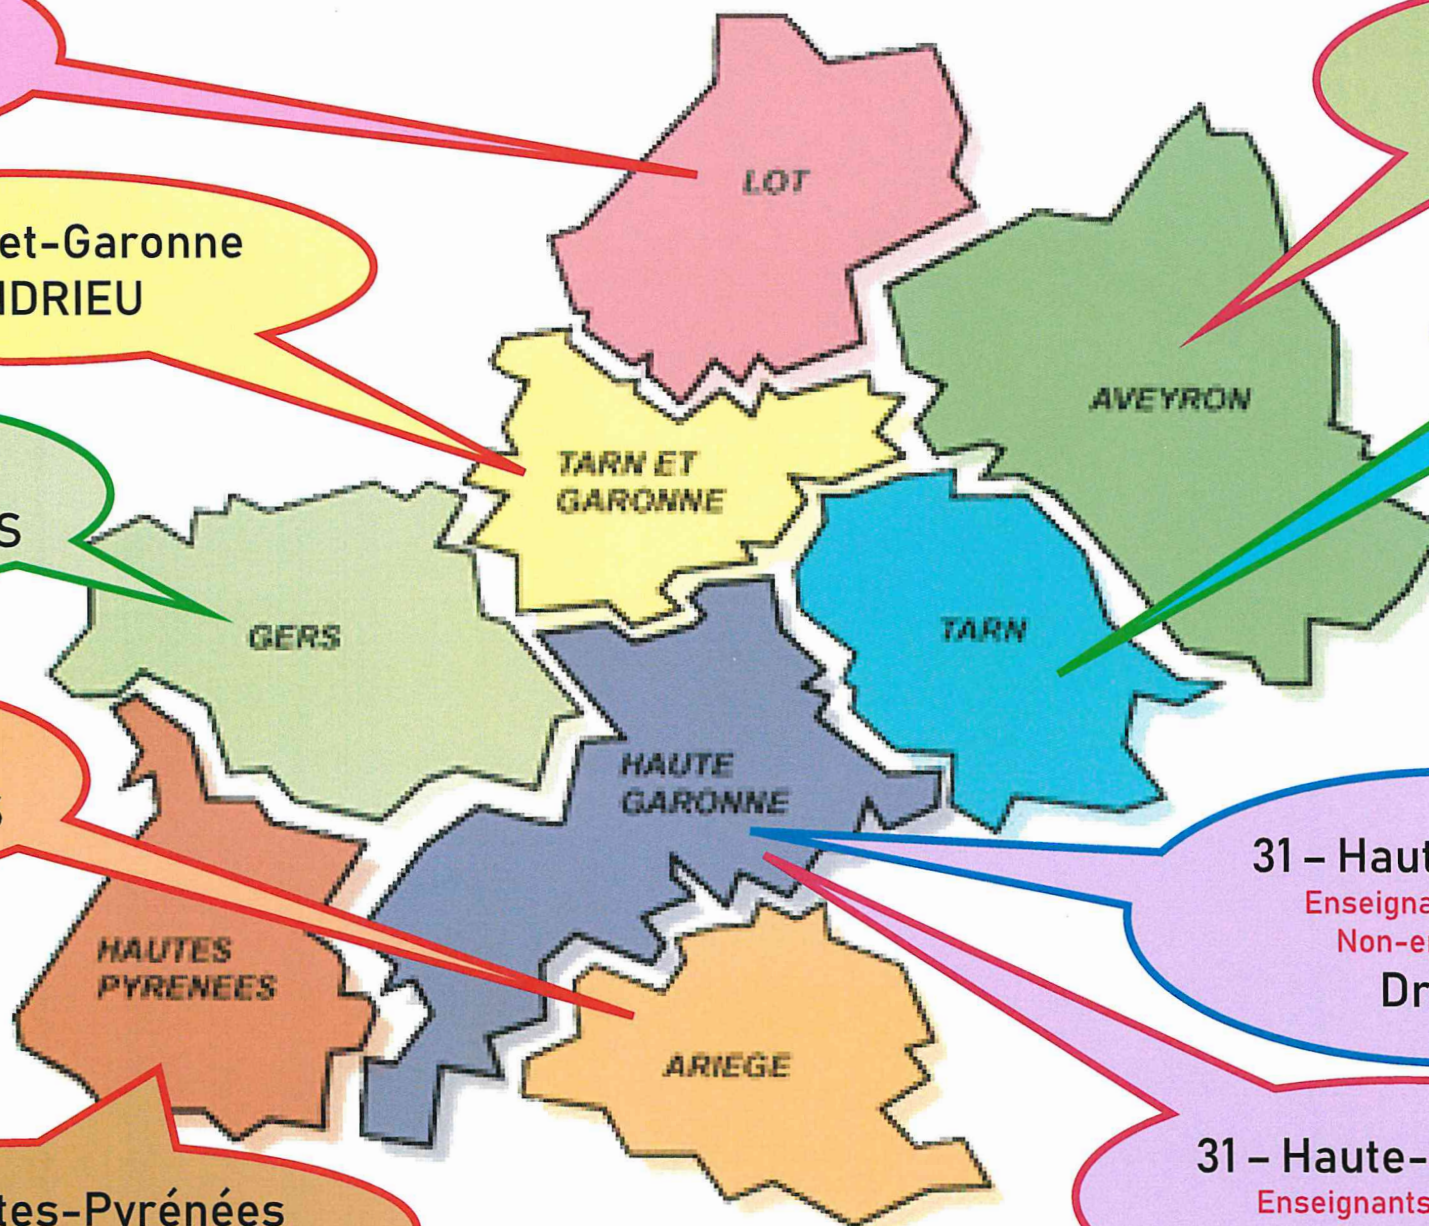 LOT
et-Garonne
NDRIEU
AVEYRON
TARN ET
GARONNE
S
GERS
TARN
HAUTE
GARONNE
31 – Haut
Enseigna
Non-e
Dr
HAUTES
PYRENEES
ARIEGE
31 – Haute-
Enseignants
tes-Pyrénées